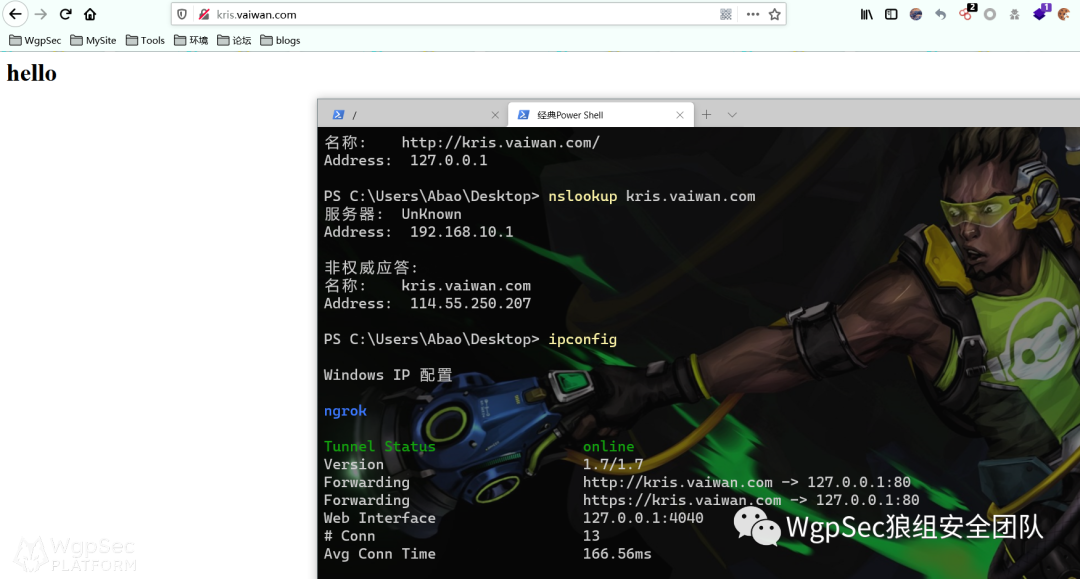 kris.vaiwan.com
2
1
WgpSec MySite Tools 环境 论坛 blogs
hello
/ 经典Power Shell
名称: http://kris.vaiwan.com/
Address: 127.0.0.1
PS C:\Users\Abao\Desktop> nslookup kris.vaiwan.com
服务器: UnKnown
Address: 192.168.10.1
非权威应答:
名称: kris.vaiwan.com
Address: 114.55.250.207
PS C:\Users\Abao\Desktop> ipconfig
Windows IP 配置
ngrok
Tunnel Status online
Version 1.7/1.7
Forwarding http://kris.vaiwan.com -> 127.0.0.1:80
Forwarding https://kris.vaiwan.com -> 127.0.0.1:80
Web Interface 127.0.0.1:4040
# Conn 13
Avg Conn Time 166.56ms
WgpSec狼组安全团队
WgpSec
PLATFORM